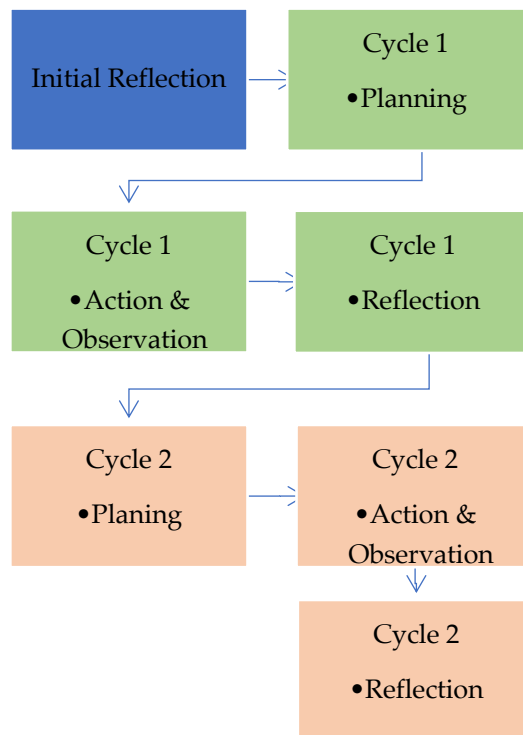 Initial Reflection
Cycle 1
•Planning
Cycle 1
•Action &
Observation
Cycle 1
•Reflection
Cycle 2
•Planing
Cycle 2
•Action &
Observation
Cycle 2
•Reflection